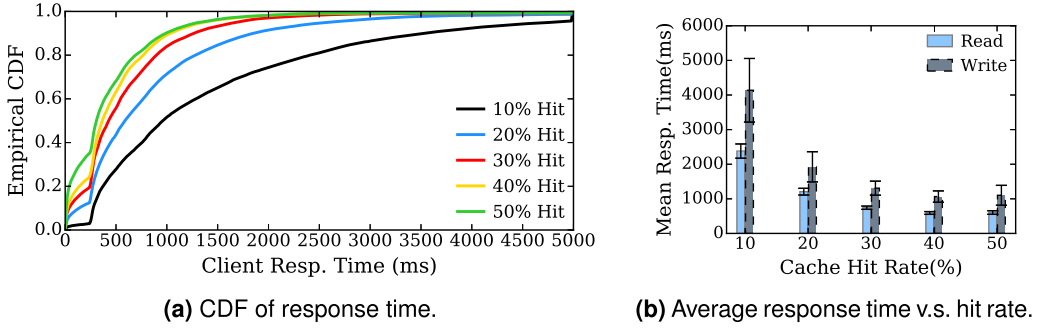 1.0
0.8
0.6
0.4
0.2
0.0
Empirical CDF
10% Hit
20% Hit
30% Hit
40% Hit
50% Hit
0 500 1000 1500 2000 2500 3000 3500 4000 4500 5000
Client Resp. Time (ms)
(a) CDF of response time.
6000
5000
4000
3000
2000
1000
0
Mean Resp. Time(ms)
Read
Write
10 20 30 40 50
Cache Hit Rate(%)
(b) Average response time v.s. hit rate.